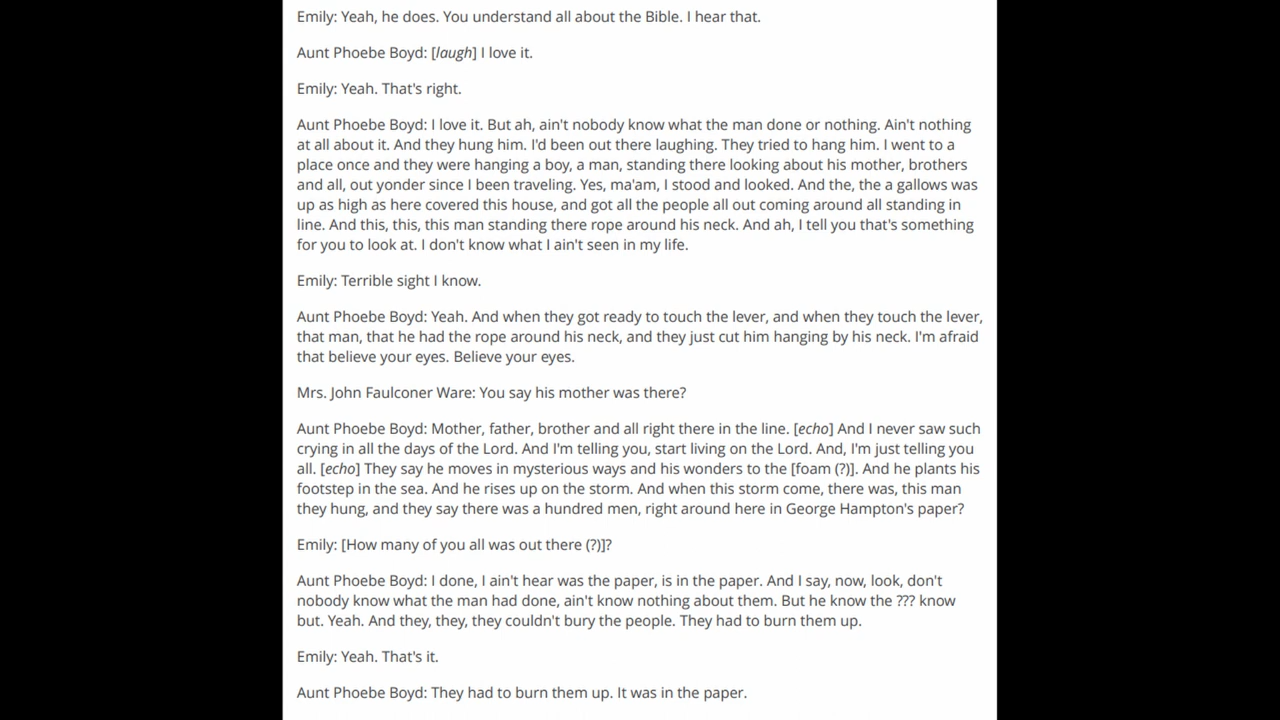 Emily: Yeah, he does. You understand all about the Bible. I hear that.
Aunt Phoebe Boyd: [laugh] I love it.
Emily: Yeah. That's right.
Aunt Phoebe Boyd: I love it. But ah, ain't nobody know what the man done or nothing. Ain't nothing
at all about it. And they hung him. I'd been out there laughing. They tried to hang him. I went to a
place once and they were hanging a boy, a man, standing there looking about his mother, brothers
and all, out yonder since I been traveling. Yes, ma'am, I stood and looked. And the, the a gallows was
up as high as here covered this house, and got all the people all out coming around all standing in
line. And this, this, this man standing there rope around his neck. And ah, I tell you that's something
for you to look at. I don't know what I ain't seen in my life.
Emily: Terrible sight I know.
Aunt Phoebe Boyd: Yeah. And when they got ready to touch the lever, and when they touch the lever,
that man, that he had the rope around his neck, and they just cut him hanging by his neck. I'm afraid
that believe your eyes. Believe your eyes.
Mrs. John Faulconer Ware: You say his mother was there?
Aunt Phoebe Boyd: Mother, father, brother and all right there in the line. [echo] And I never saw such
crying in all the days of the Lord. And I'm telling you, start living on the Lord. And, I'm just telling you
all. [echo] They say he moves in mysterious ways and his wonders to the [foam (?)]. And he plants his
footstep in the sea. And he rises up on the storm. And when this storm come, there was, this man
they hung, and they say there was a hundred men, right around here in George Hampton's paper?
Emily: [How many of you all was out there (?)]?
Aunt Phoebe Boyd: I done, I ain't hear was the paper, is in the paper. And I say, now, look, don't
nobody know what the man had done, ain't know nothing about them. But he know the ??? know
but. Yeah. And they, they, they couldn't bury the people. They had to burn them up.
Emily: Yeah. That's it.
Aunt Phoebe Boyd: They had to burn them up. It was in the paper.